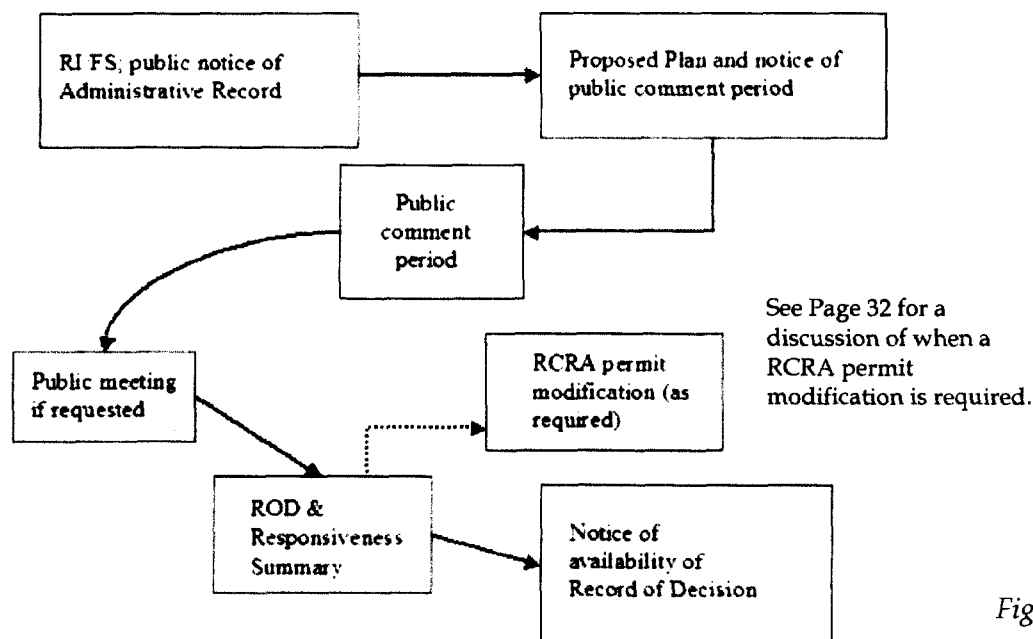 RI FS; public notice of
Administrative Record
Proposed Plan and notice of
public comment period
Public
comment
period
See Page 32 for a
discussion of when a
RCRA permit
modification is required.
Public meeting
if requested
RCRA permit
modification (as
required)
ROD &
Responsiveness
Summary
Notice of
availability of
Record of Decision
Fig